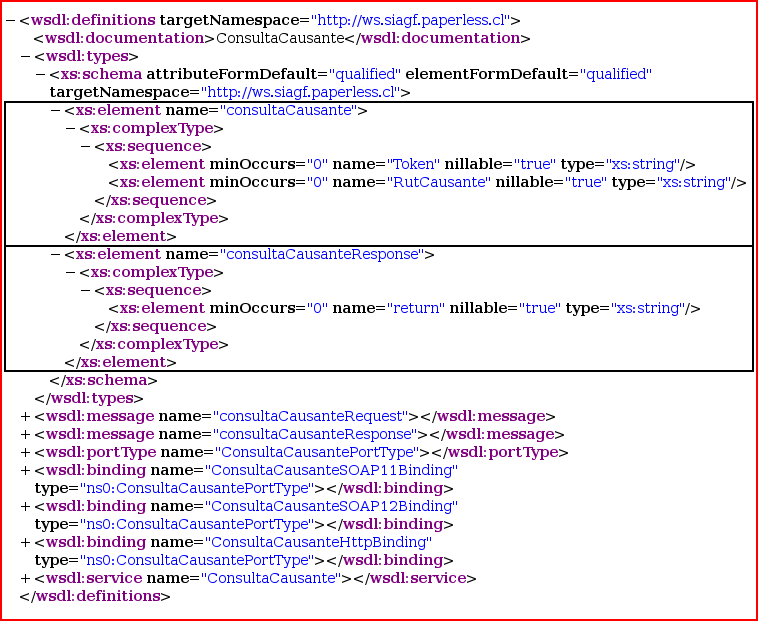 − <wsdl:definitions targetNamespace="http://ws.siagf.paperless.cl">
<wsdl:documentation>ConsultaCausante</wsdl:documentation>
− <wsdl:types>
− <xs:schema attributeFormDefault="qualified" elementFormDefault="qualified"
targetNamespace="http://ws.siagf.paperless.cl">
− <xs:element name="consultaCausante">
− <xs:complexType>
− <xs:sequence>
<xs:element minOccurs="0" name="Token" nillable="true" type="xs:string"/>
<xs:element minOccurs="0" name="RutCausante" nillable="true" type="xs:string"/>
</xs:sequence>
</xs:complexType>
</xs:element>
− <xs:element name="consultaCausanteResponse">
− <xs:complexType>
− <xs:sequence>
<xs:element minOccurs="0" name="return" nillable="true" type="xs:string"/>
</xs:sequence>
</xs:complexType>
</xs:element>
</xs:schema>
</wsdl:types>
+ <wsdl:message name="consultaCausanteRequest"></wsdl:message>
+ <wsdl:message name="consultaCausanteResponse"></wsdl:message>
+ <wsdl:portType name="ConsultaCausantePortType"></wsdl:portType>
+ <wsdl:binding name="ConsultaCausanteSOAP11Binding"
type="ns0:ConsultaCausantePortType"></wsdl:binding>
+ <wsdl:binding name="ConsultaCausanteSOAP12Binding"
type="ns0:ConsultaCausantePortType"></wsdl:binding>
+ <wsdl:binding name="ConsultaCausanteHttpBinding"
type="ns0:ConsultaCausantePortType"></wsdl:binding>
+ <wsdl:service name="ConsultaCausante"></wsdl:service>
</wsdl:definitions>